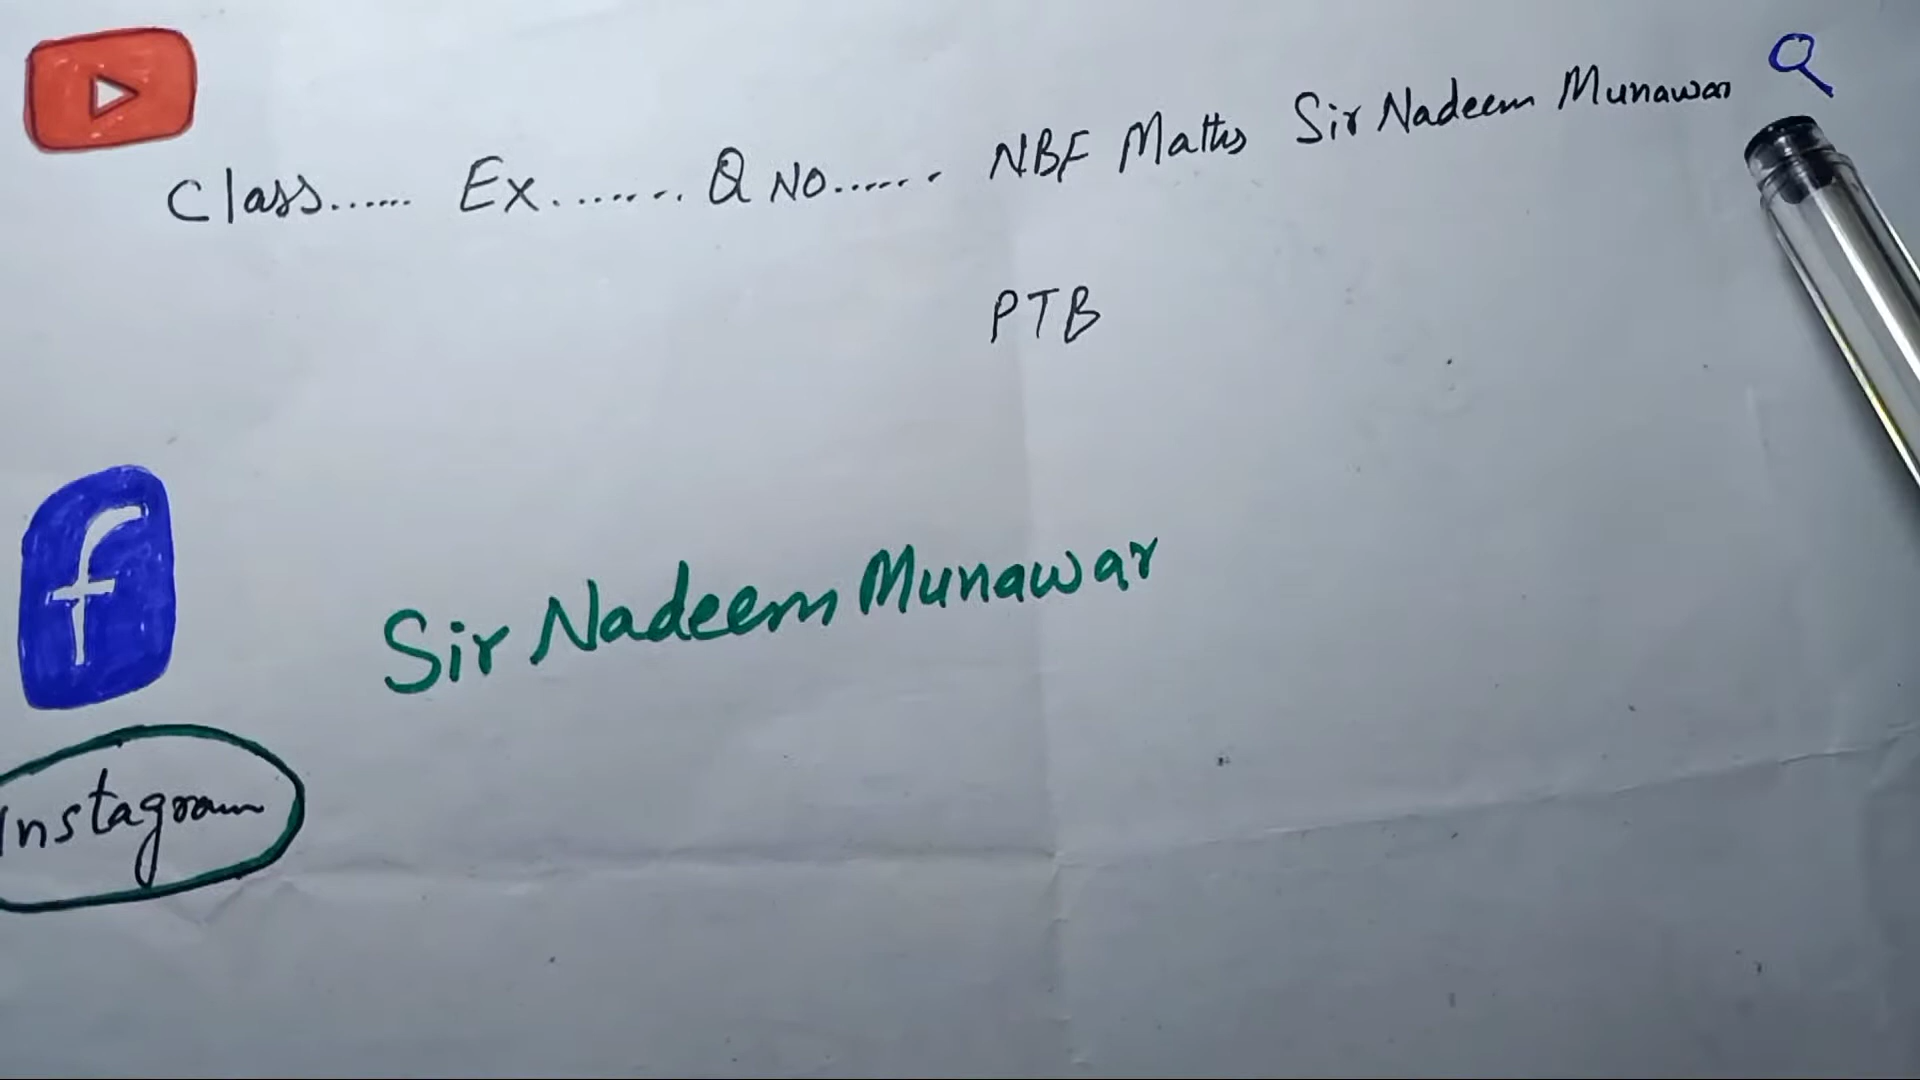 Class...... Ex........ Q No....... NBF Maths Sir Nadeem Munawar
PTB
f
Sir Nadeem Munawar
Instagram